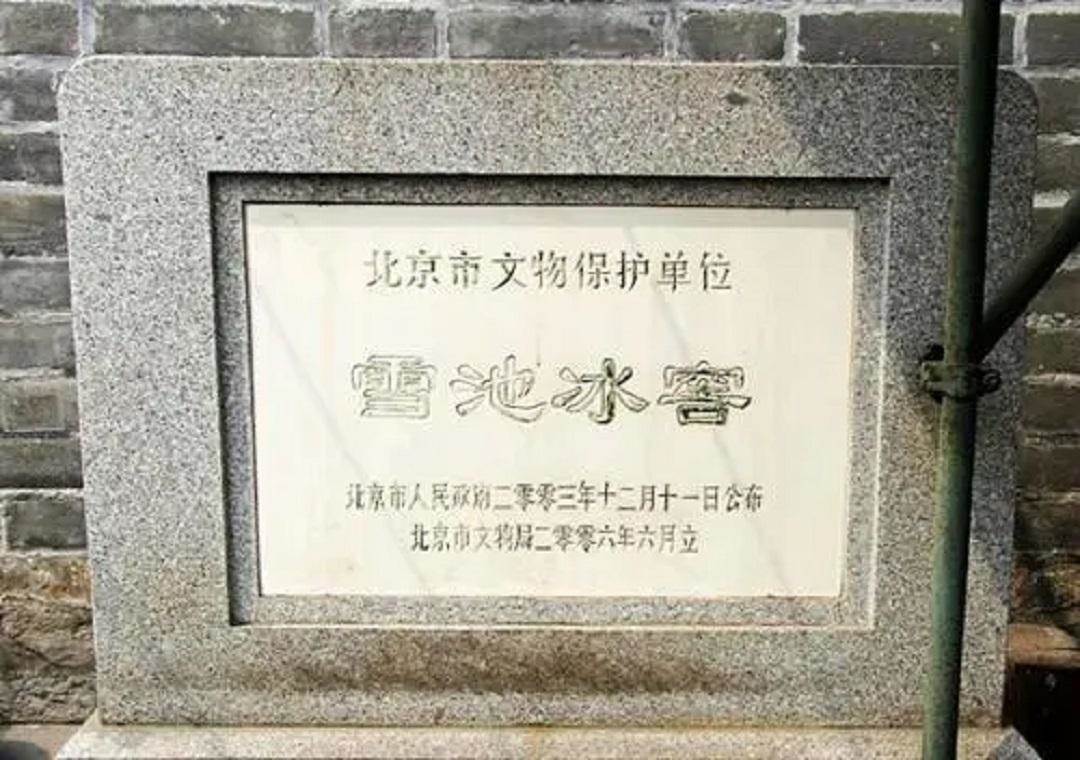 北京市文物保护单位
雪池冰窖
北京市人民政府二零零三年十二月十一日公布
北京市文物局二零零六年六月立